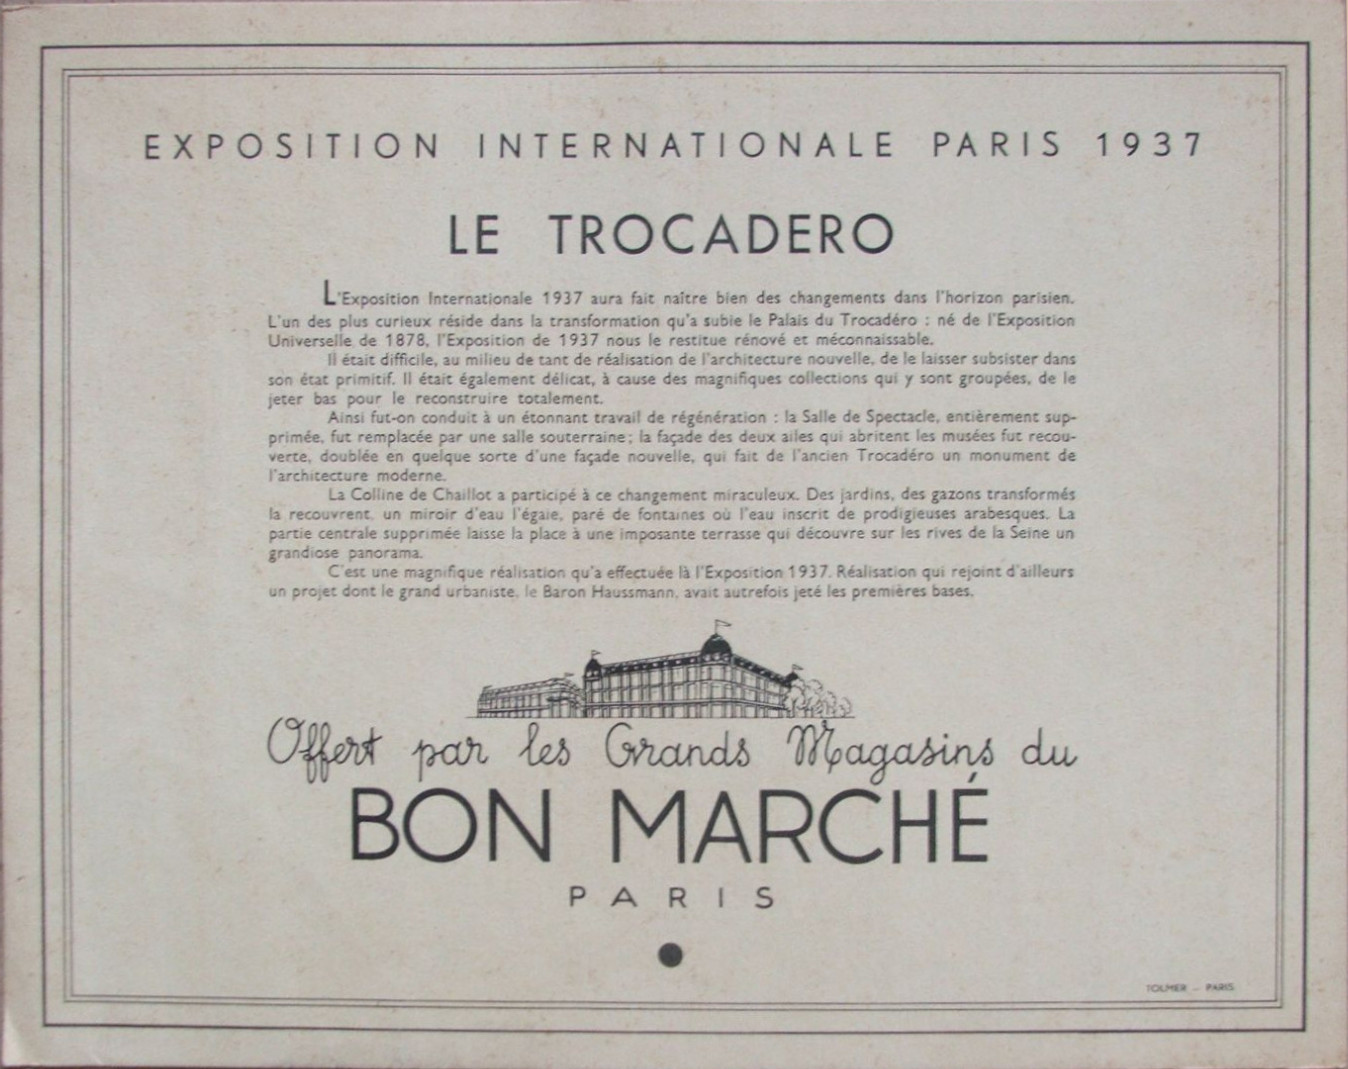 EXPOSITION INTERNATIONALE PARIS 1937
LE TROCADERO
L'Exposition Internationale 1937 aura fait naître bien des changements dans l'horizon parisien.
L'un des plus curieux réside dans la transformation qu'a subie le Palais du Trocadéro : né de l'Exposition
Universelle de 1878, l'Exposition de 1937 nous le restitue rénové et méconnaissable.
Il était difficile, au milieu de tant de réalisation de l'architecture nouvelle, de le laisser subsister dans
son état primitif. Il était également délicat, à cause des magnifiques collections qui y sont groupées, de le
jeter bas pour le reconstruire totalement.
Ainsi fut-on conduit à un étonnant travail de régénération : la Salle de Spectacle, entièrement sup-
primée, fut remplacée par une salle souterraine; la façade des deux ailes qui abritent les musées fut recou-
verte, doublée en quelque sorte d'une façade nouvelle, qui fait de l'ancien Trocadéro un monument de
l'architecture moderne.
La Colline de Chaillot a participé à ce changement miraculeux. Des jardins, des gazons transformés
la recouvrent, un miroir d'eau l'égaie, paré de fontaines où l'eau inscrit de prodigieuses arabesques. La
partie centrale supprimée laisse la place à une imposante terrasse qui découvre sur les rives de la Seine un
grandiose panorama.
C'est une magnifique réalisation qu'a effectuée là l'Exposition 1937. Réalisation qui rejoint d'ailleurs
un projet dont le grand urbaniste, le Baron Haussmann, avait autrefois jeté les premières bases.
Offert par les Grands Magasins du
BON MARCHÉ
PARIS
TOLMER - PARIS